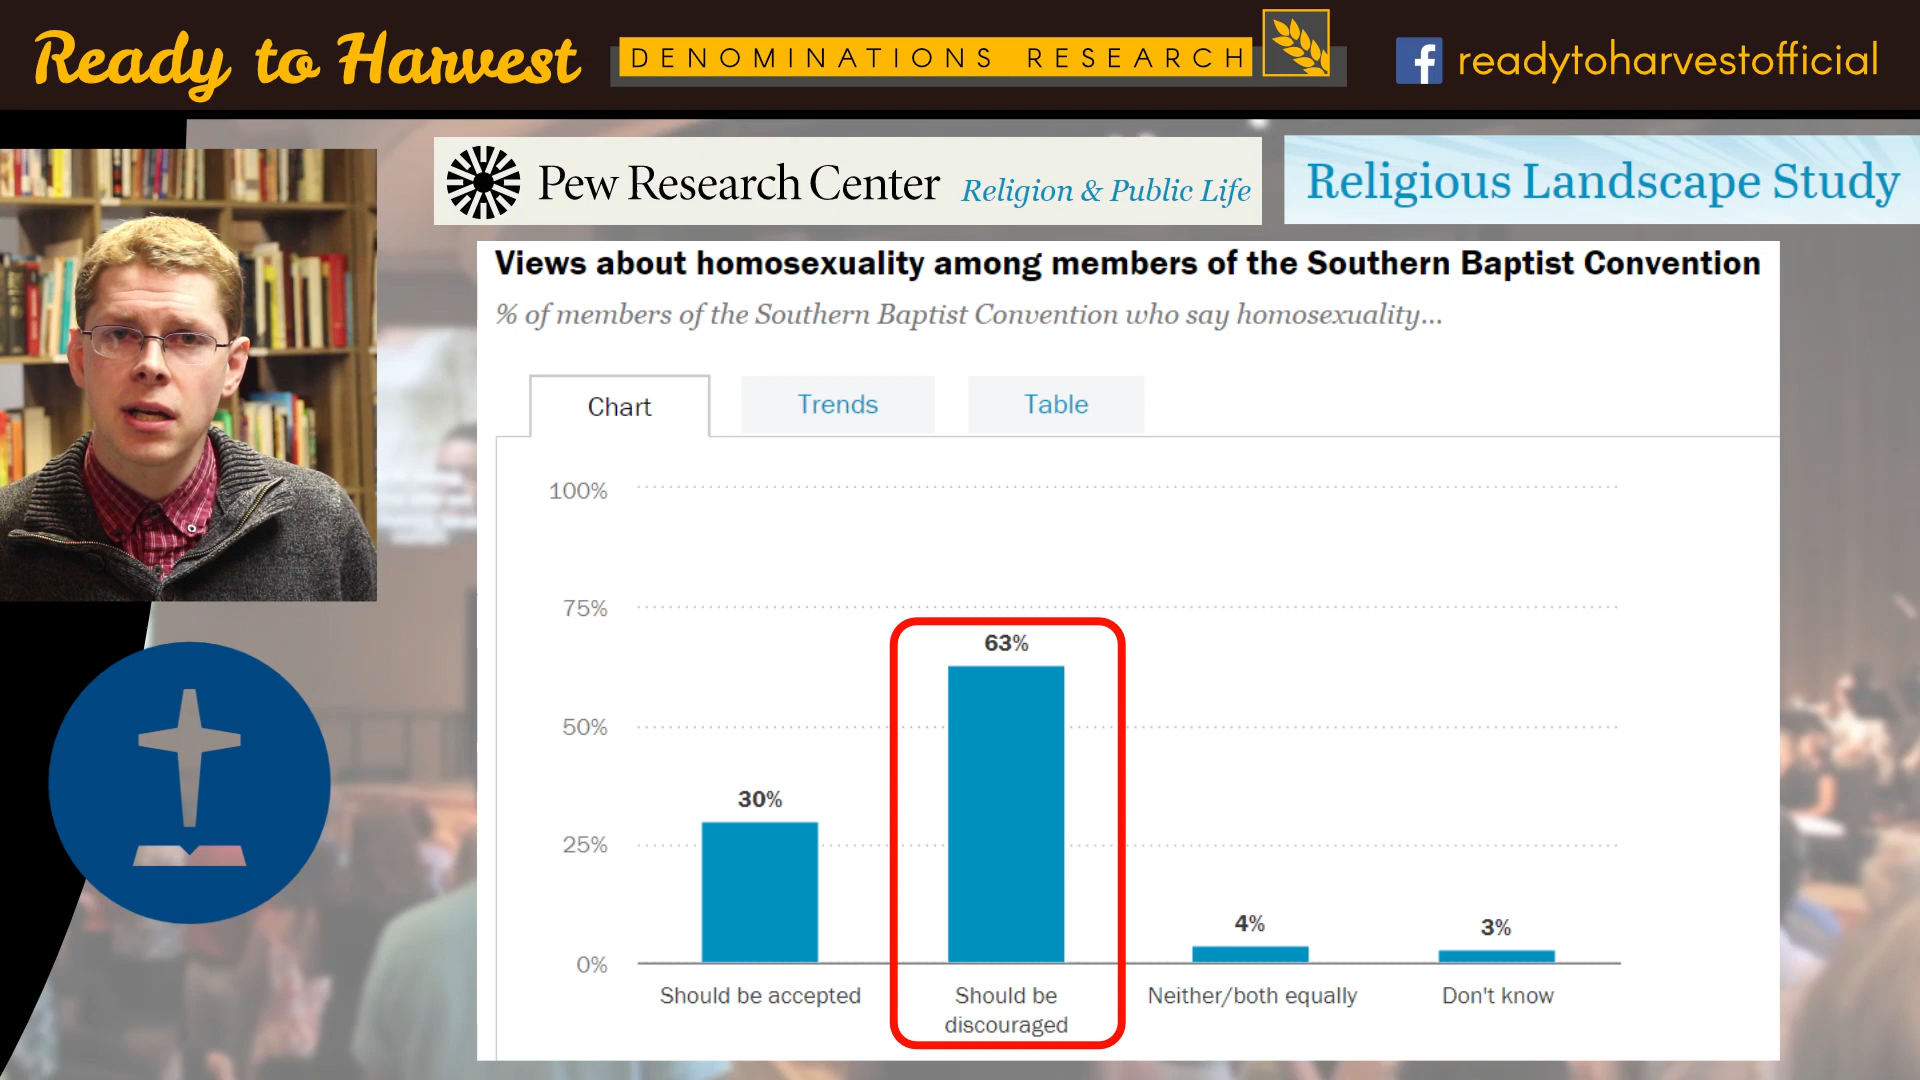 Ready to Harvest
DENOMINATIONS RESEARCH
readytoharvestofficial
Pew Research Center Religion & Public Life
Religious Landscape Study
Views about homosexuality among members of the Southern Baptist Convention
% of members of the Southern Baptist Convention who say homosexuality...
Chart Trends Table
100%
75%
63%
50%
30%
25%
4%
3%
0%
Should be accepted
Should be
discouraged
Neither/both equally
Don't know